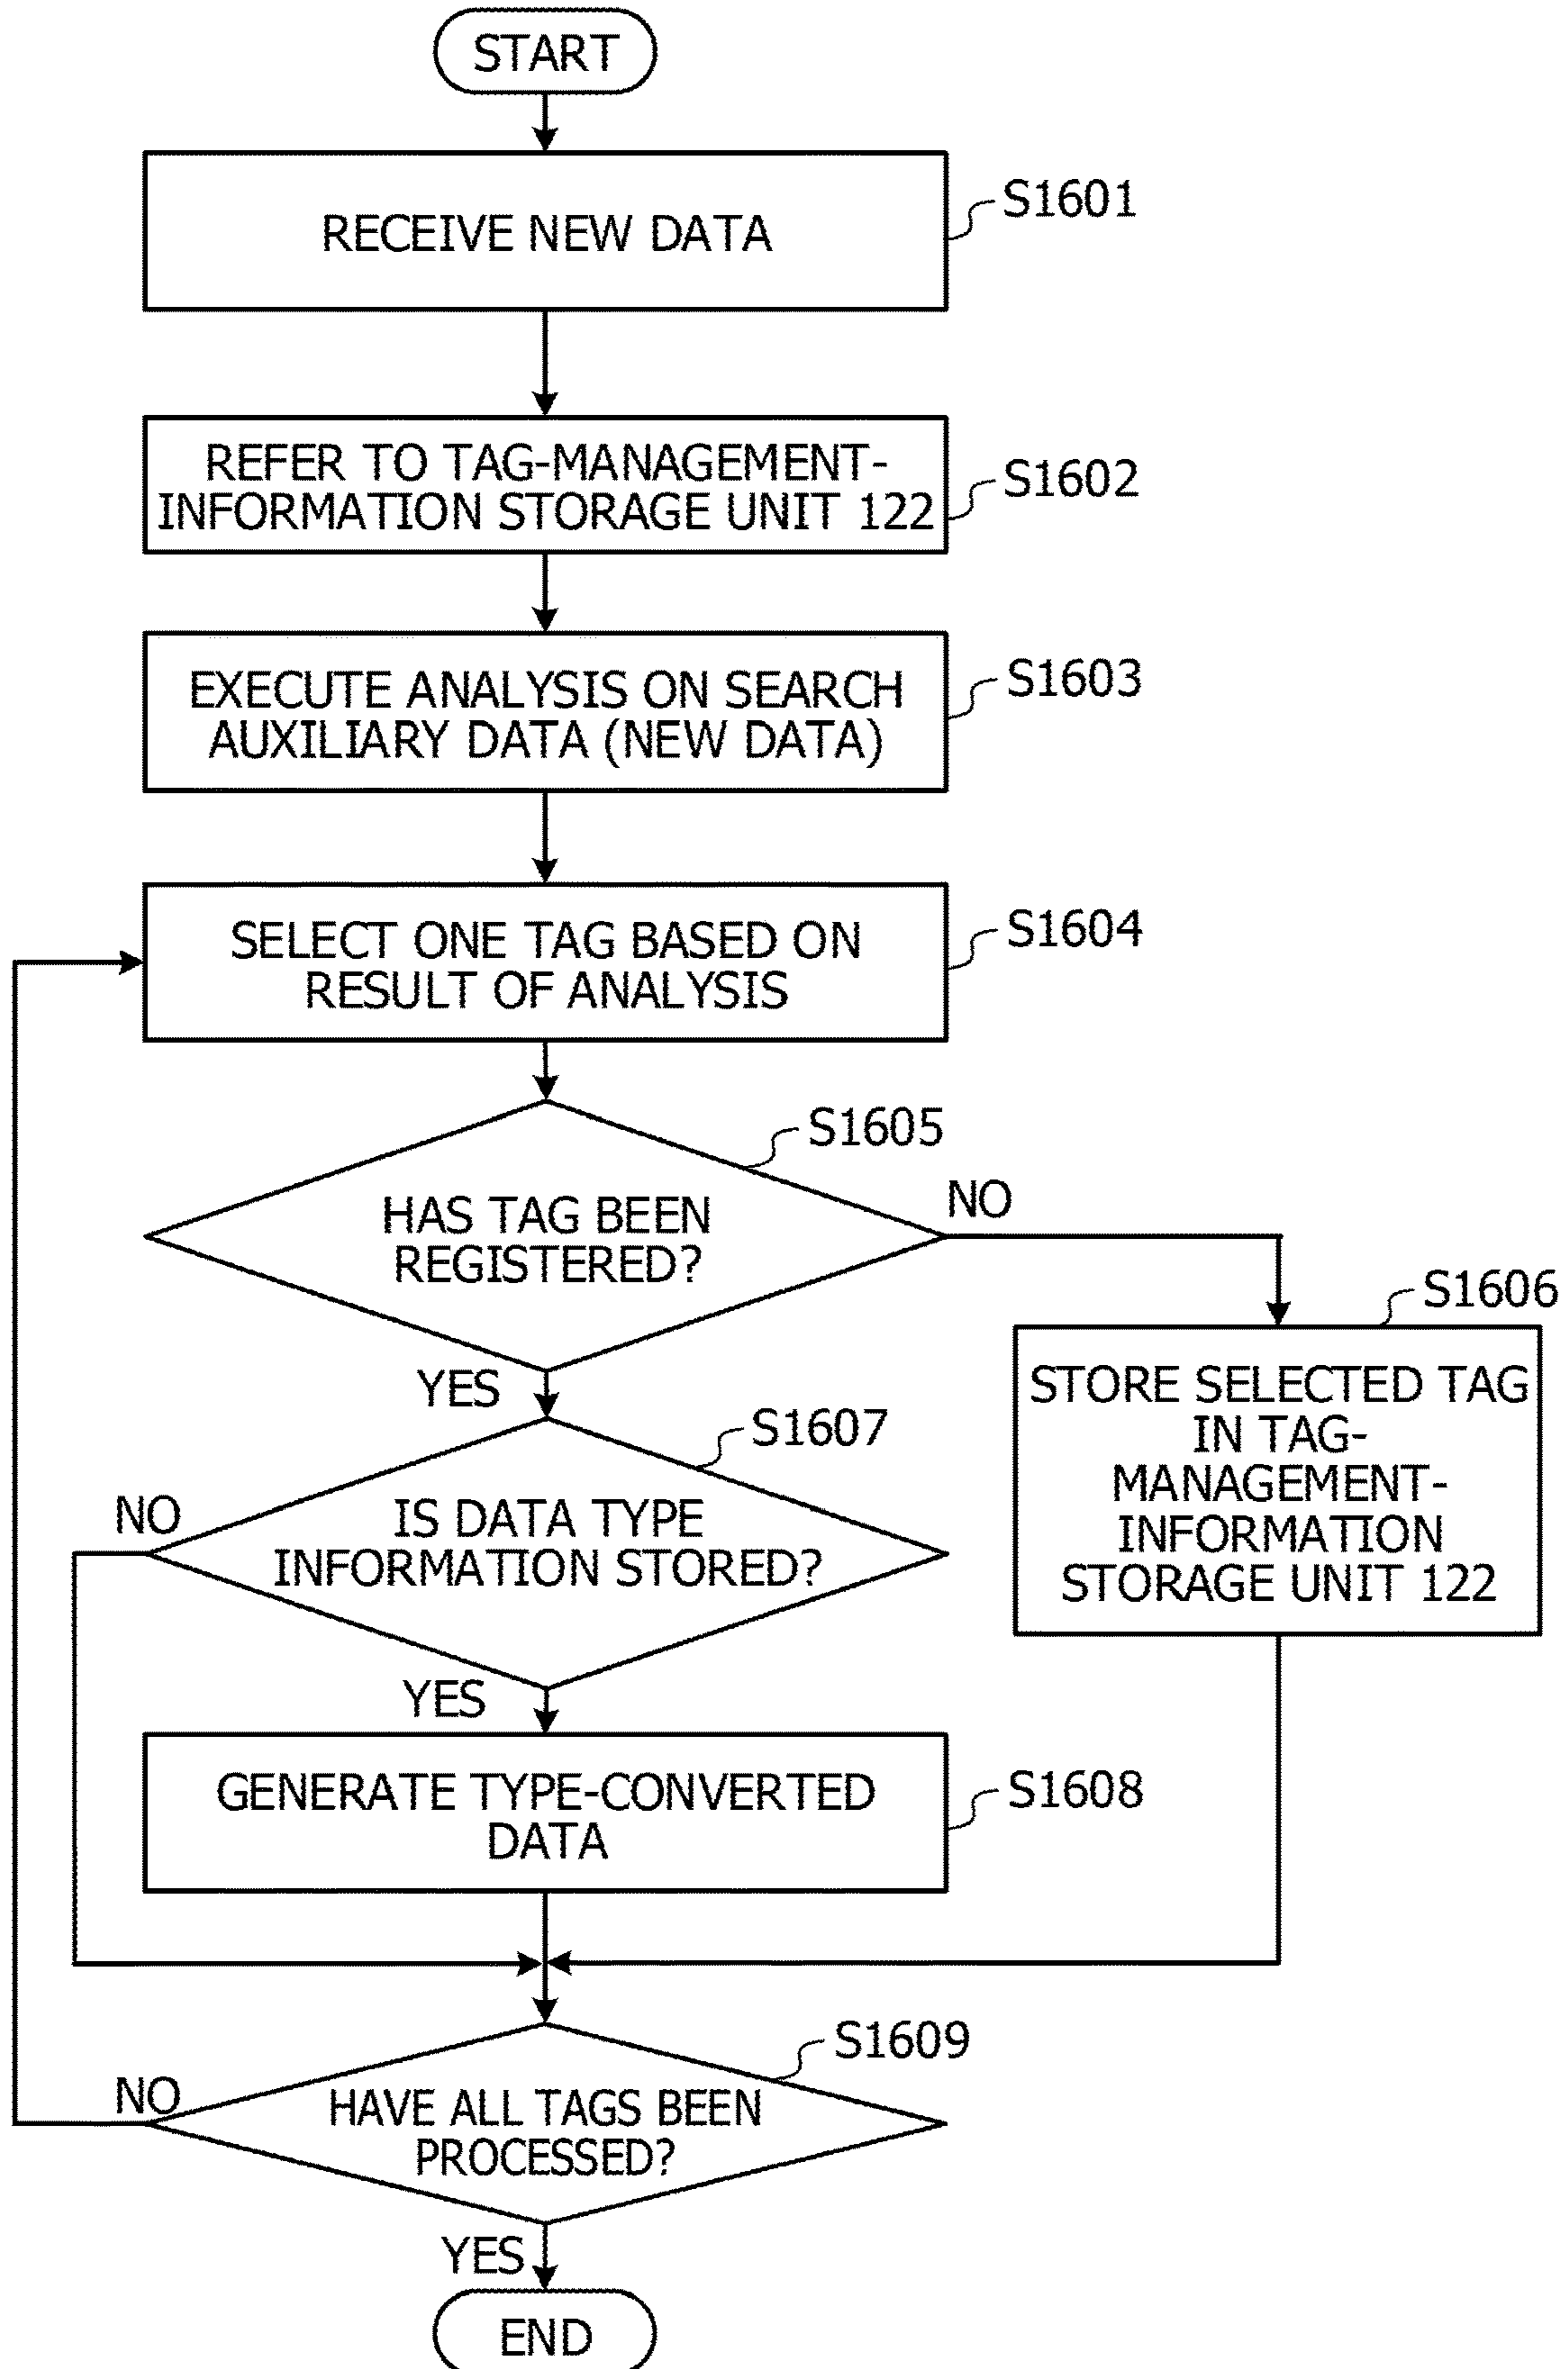 START
RECEIVE NEW DATA
S1601
REFER TO TAG-MANAGEMENT-
INFORMATION STORAGE UNIT 122
S1602
EXECUTE ANALYSIS ON SEARCH
AUXILIARY DATA (NEW DATA)
S1603
SELECT ONE TAG BASED ON
RESULT OF ANALYSIS
S1604
S1605
HAS TAG BEEN
REGISTERED?
NO
YES
S1606
STORE SELECTED TAG
IN TAG-
MANAGEMENT-
INFORMATION
STORAGE UNIT 122
S1607
IS DATA TYPE
INFORMATION STORED?
NO
YES
GENERATE TYPE-CONVERTED
DATA
S1608
S1609
HAVE ALL TAGS BEEN
PROCESSED?
NO
YES
END